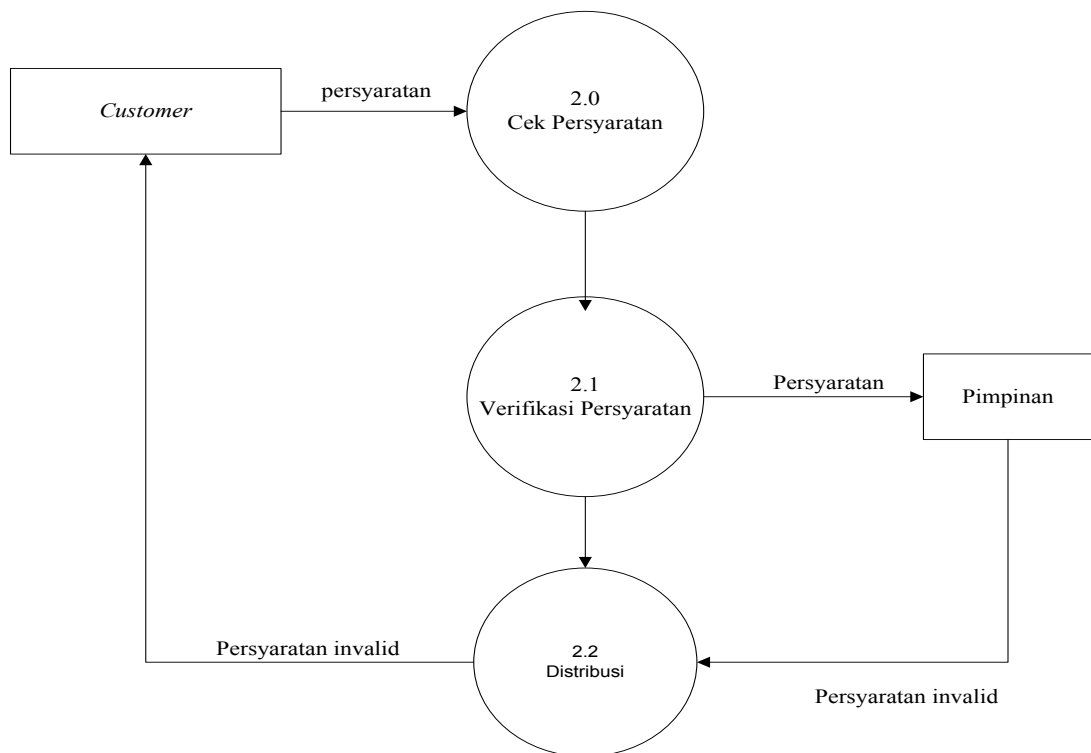 Customer
persyaratan
2.0
Cek Persyaratan
2.1
Verifikasi Persyaratan
Persyaratan
Pimpinan
Persyaratan invalid
2.2
Distribusi
Persyaratan invalid